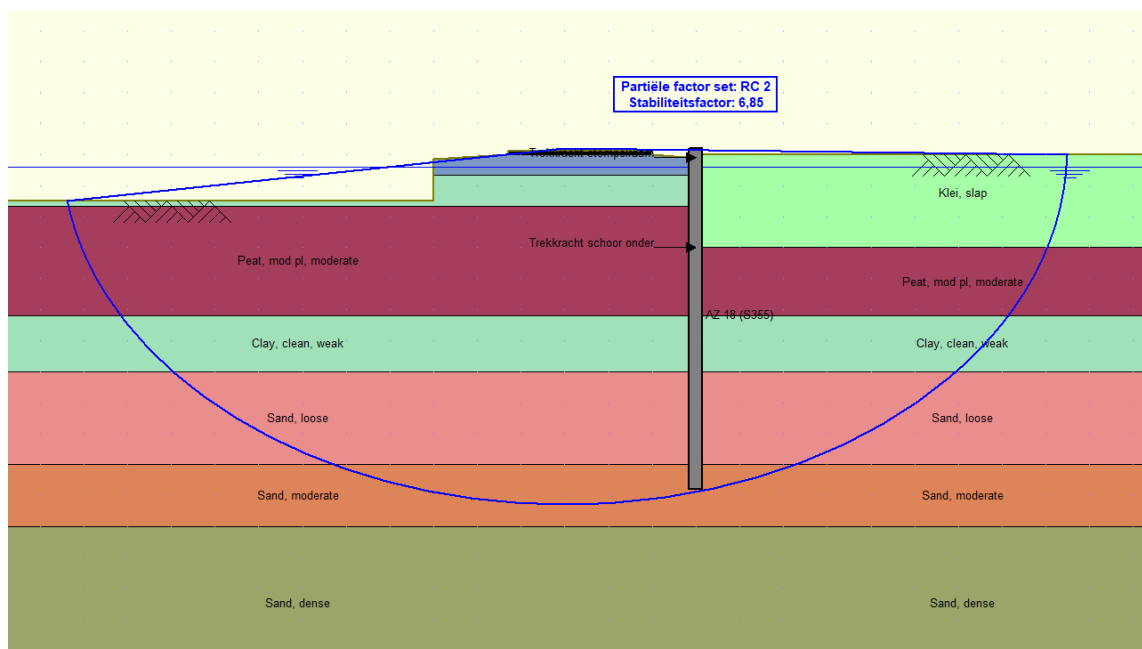 Partiële factor set: RC 2
Stabiliteitsfactor: 6,85
Trekkracht stempelraam
Klei, slap
Trekkracht schoor onder
Peat, mod pl, moderate
Peat, mod pl, moderate
AZ 18 (S355)
Clay, clean, weak
Clay, clean, weak
Sand, loose
Sand, loose
Sand, moderate
Sand, moderate
Sand, dense
Sand, dense